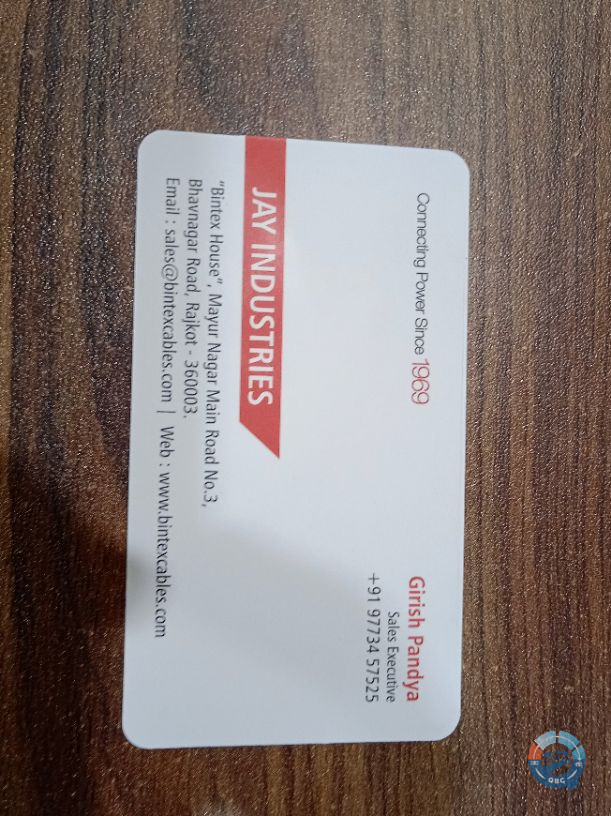 Connecting Power Since 1969
Girish Pandya
Sales Executive
+91 97734 57525
JAY INDUSTRIES
"Bintex House", Mayur Nagar Main Road No.3,
Bhavnagar Road, Rajkot - 360003.
Email : sales@bintexcables.com | Web : www.bintexcables.com